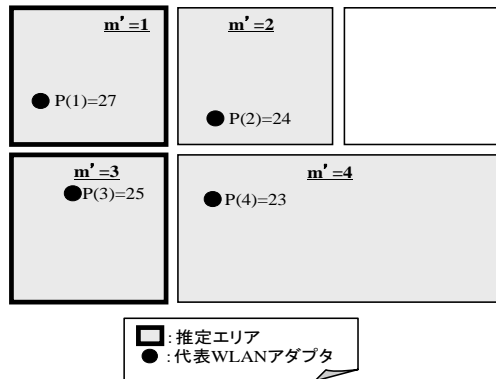 m'=1
m'=2
P(1)=27
P(2)=24
m'=3
m'=4
P(3)=25
P(4)=23
：推定エリア
：代表WLANアダプタ